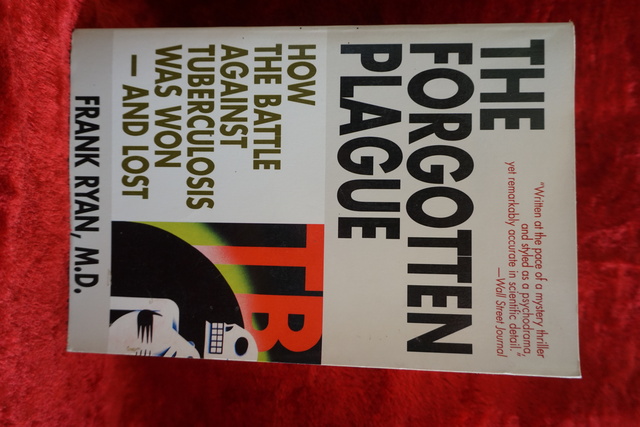 "Written at the pace of a mystery thriller
and styled as a psychodrama,
yet remarkably accurate in scientific detail."
—Wall Street Journal
THE
FORGOTTEN
PLAGUE
HOW
THE BATTLE
AGAINST
TUBERCULOSIS
WAS WON
— AND LOST
TB
FRANK RYAN, M.D.